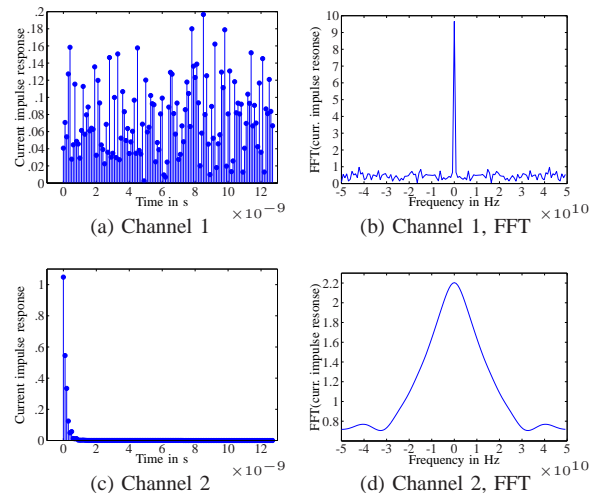 Current impulse response
.2
.18
.16
.14
.12
.1
.08
.06
.04
.02
0
0 2 4 6 8 10 12
Time in s
×10−9
(a) Channel 1
FFT(curr. impulse resonse)
10
9
8
7
6
5
4
3
2
1
0
-5 -4 -3 -2 -1 0 1 2 3 4 5
Frequency in Hz
×1010
(b) Channel 1, FFT
Current impulse response
1
.8
.6
.4
.2
0
0 2 4 6 8 10 12
Time in s
×10−9
(c) Channel 2
FFT(curr. impulse resonse)
2.2
2
1.8
1.6
1.4
1.2
1
0.8
-5 -4 -3 -2 -1 0 1 2 3 4 5
Frequency in Hz
×1010
(d) Channel 2, FFT